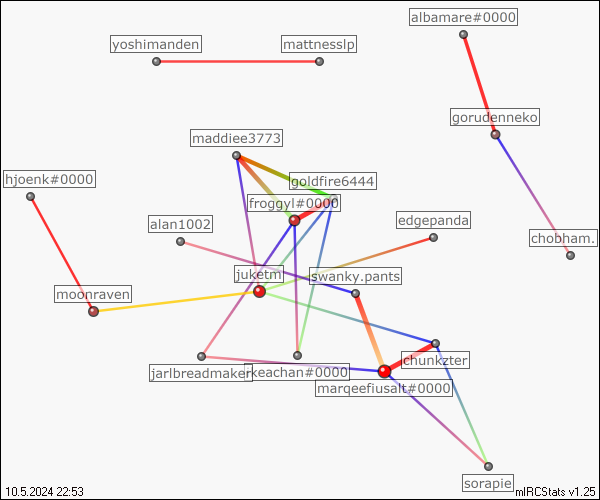 albamare#0000
yoshimanden
mattnesslp
gorudenneko
maddiee3773
hjoenk#0000
goldfire6444
froggyl#0000
alan1002
edgepanda
chobham.
juketm
swanky.pants
moonraven
chunkzter
jarlbreadmaker
rkeachan#0000
marqeefiusalt#0000
sorapie
10.5.2024 22:53
mIRCStats v1.25